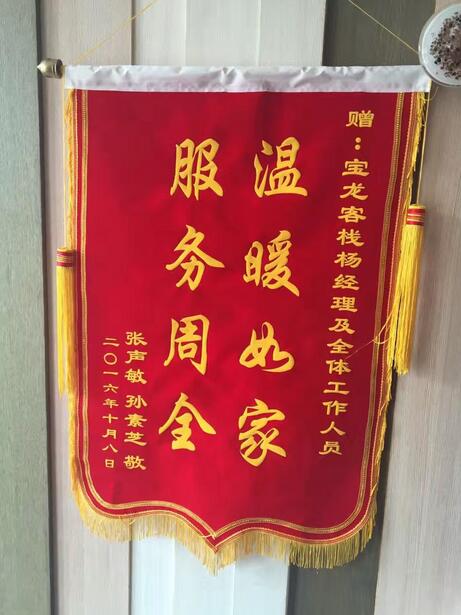 赠：宝龙客栈杨经理及全体工作人员
温暖如家
服务周全
张声敏 孙素芝 敬
二〇一六年十月八日